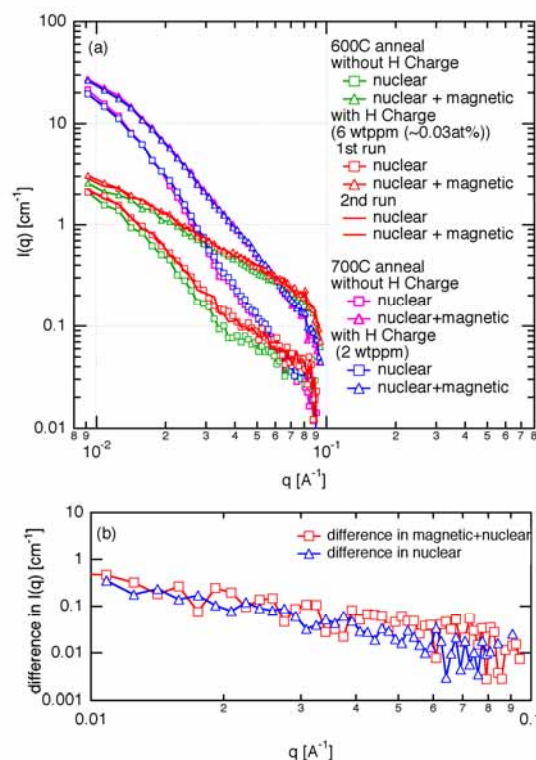 (a)
I(q) [cm⁻¹]
100
10
1
0.1
0.01
600C anneal
without H Charge
nuclear
nuclear + magnetic
with H Charge
(6 wtppm (~0.03at%))
1st run
nuclear
nuclear + magnetic
2nd run
nuclear
nuclear + magnetic
700C anneal
without H Charge
nuclear
nuclear+magnetic
with H Charge
(2 wtppm)
nuclear
nuclear+magnetic
8 9 2 3 4 5 6 7 8 9 2 3 4 5 6 7 8
10⁻² 10⁻¹
q [A⁻¹]
(b)
difference in I(q) [cm⁻¹]
10
1
0.1
0.01
0.001
difference in magnetic+nuclear
difference in nuclear
0.01 2 3 4 5 6 7 8 9 0.1
q [A⁻¹]